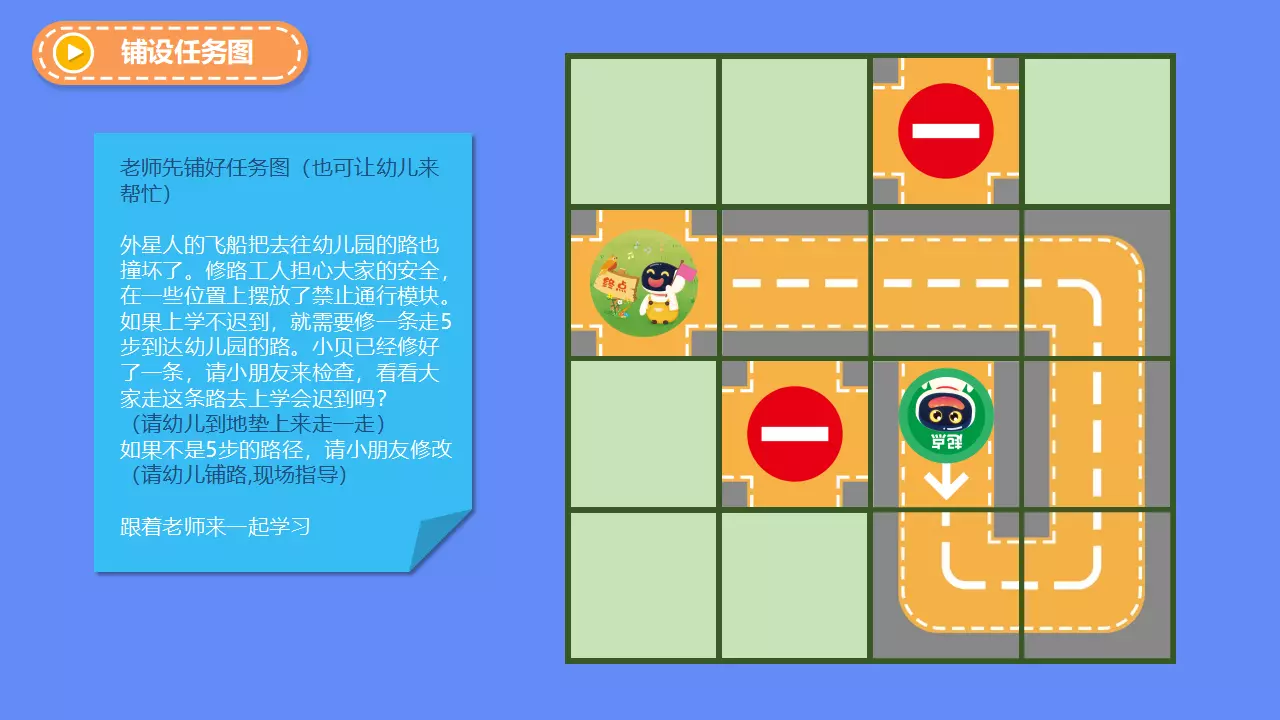 铺设任务图
老师先铺好任务图（也可让幼儿来
帮忙）
外星人的飞船把去往幼儿园的路也
撞坏了。修路工人担心大家的安全，
在一些位置上摆放了禁止通行模块。
如果上学不迟到，就需要修一条走5
步到达幼儿园的路。小贝已经修好
了一条，请小朋友来检查，看看大
家走这条路去上学会迟到吗？
（请幼儿到地垫上来走一走）
如果不是5步的路径，请小朋友修改
（请幼儿铺路,现场指导）
跟着老师来一起学习
终点
起点